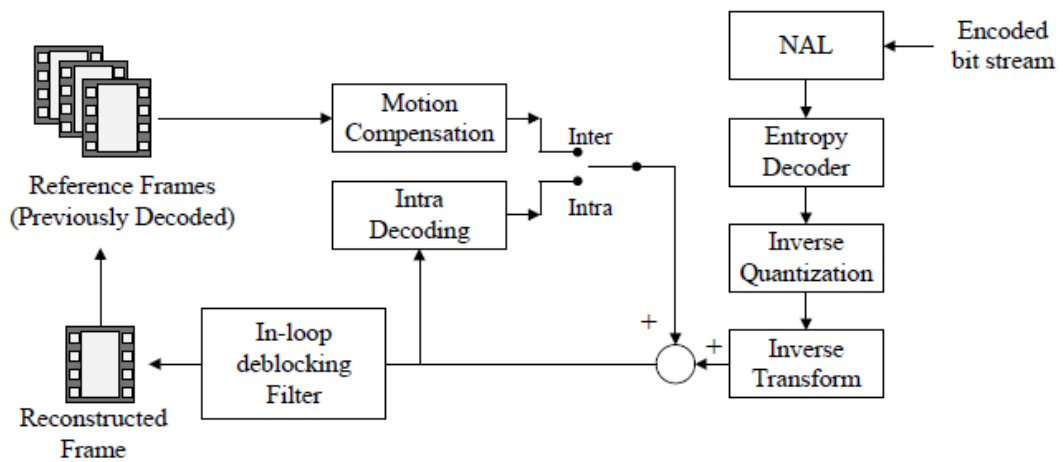 NAL
Encoded
bit stream
Motion
Compensation
Inter
Entropy
Decoder
Reference Frames
(Previously Decoded)
Intra
Decoding
Intra
Inverse
Quantization
In-loop
deblocking
Filter
+
+
Inverse
Transform
Reconstructed
Frame